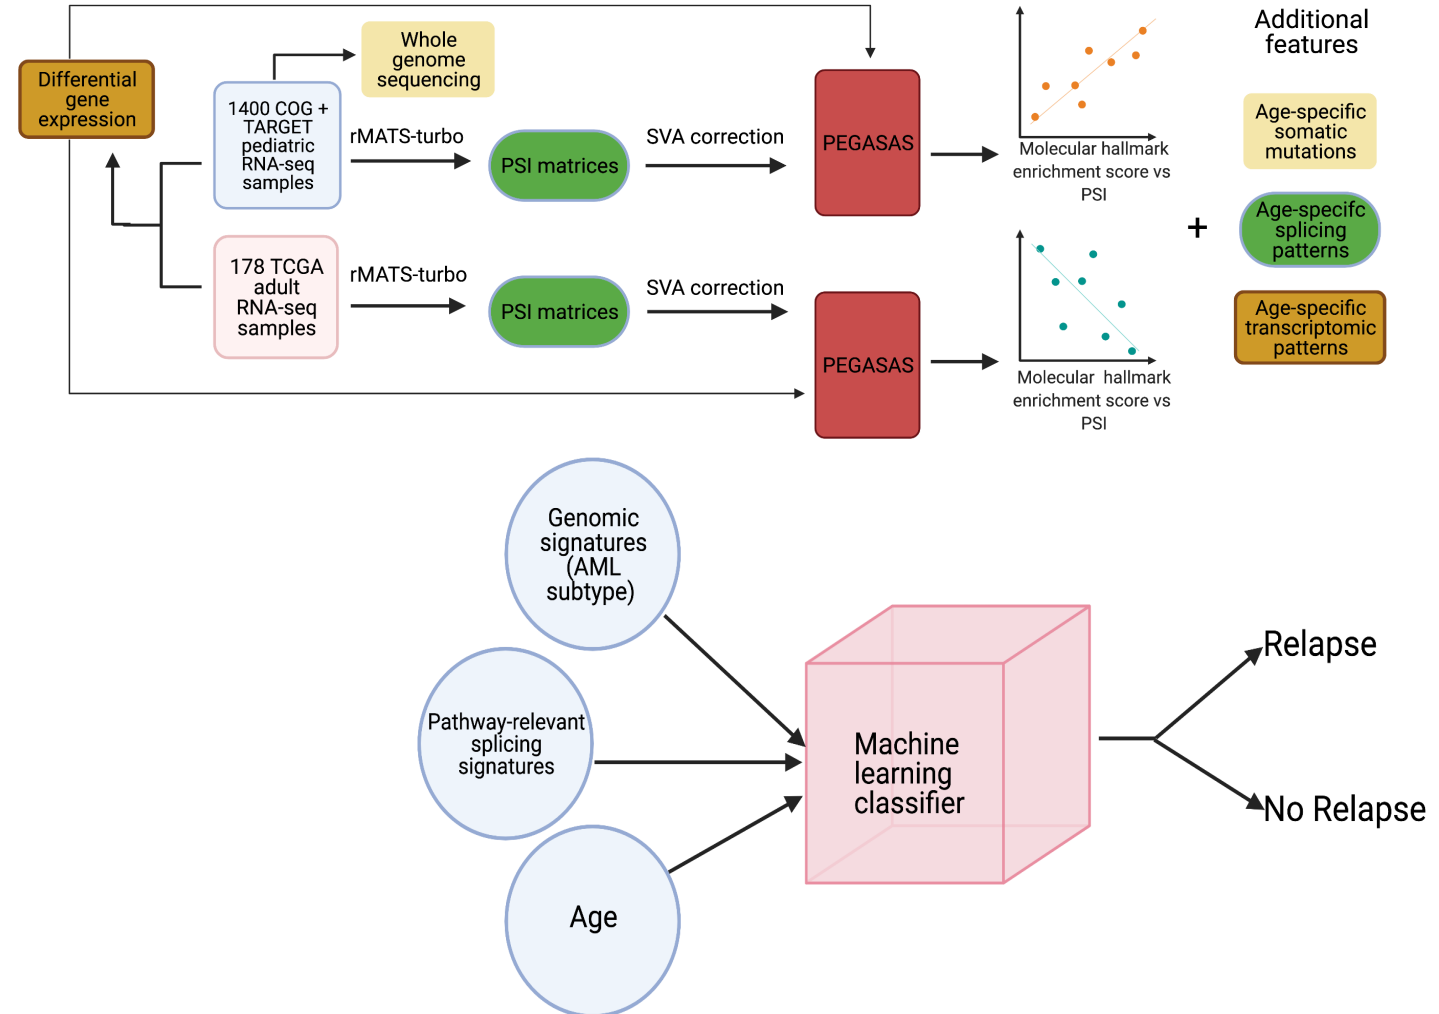 Differential
gene
expression
Whole
genome
sequencing
1400 COG +
TARGET
pediatric
RNA-seq
samples
rMATS-turbo
PSI matrices
SVA correction
PEGASAS
Molecular hallmark
enrichment score vs
PSI
178 TCGA
adult
RNA-seq
samples
rMATS-turbo
PSI matrices
SVA correction
PEGASAS
Molecular hallmark
enrichment score vs
PSI
+
Additional
features
Age-specific
somatic
mutations
Age-specifc
splicing
patterns
Age-specific
transcriptomic
patterns
Genomic
signatures
(AML
subtype)
Pathway-relevant
splicing
signatures
Age
Machine
learning
classifier
Relapse
No Relapse